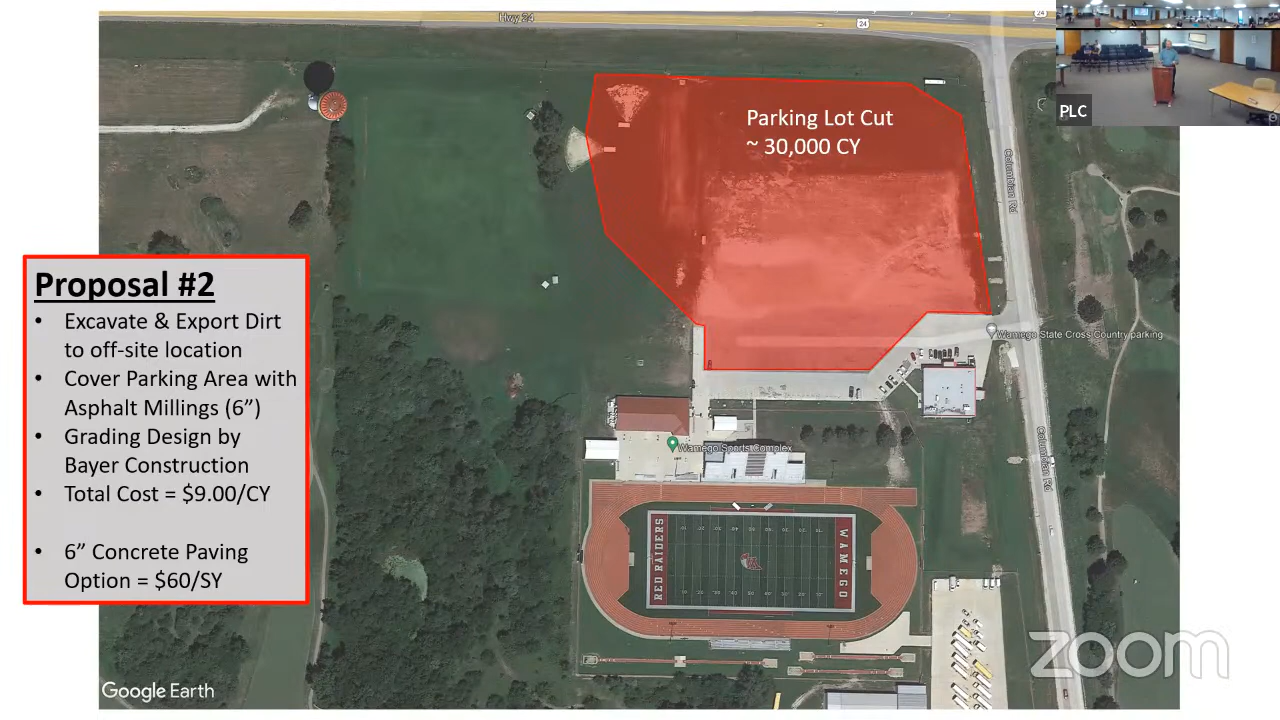 Hwy 24
24
24
PLC
Parking Lot Cut
~ 30,000 CY
Columbian Rd
Proposal #2
• Excavate & Export Dirt
to off-site location
• Cover Parking Area with
Asphalt Millings (6”)
• Grading Design by
Bayer Construction
• Total Cost = $9.00/CY
• 6” Concrete Paving
Option = $60/SY
Wamego State Cross Country parking
Wamego Sports Complex
Columbian Rd
RED RAIDERS
WAMEGO
zoom
Google Earth